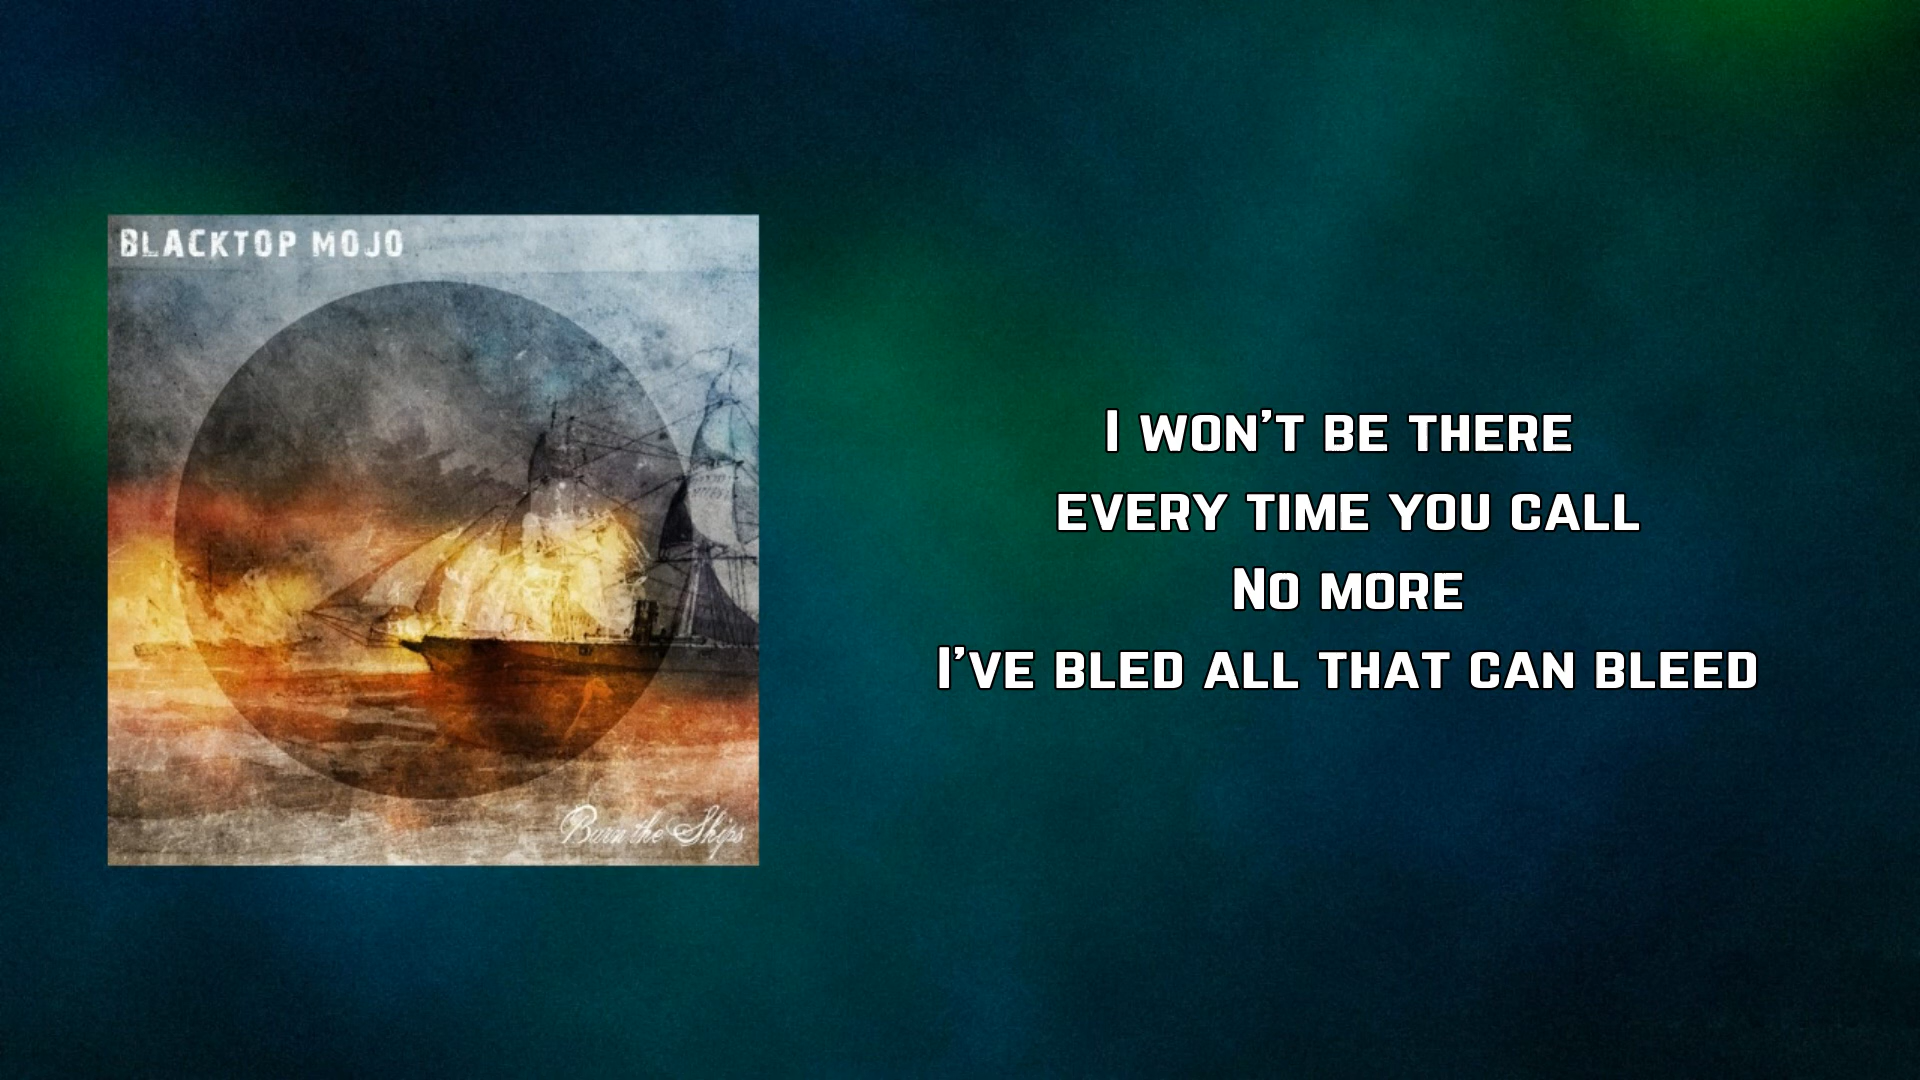 BLACKTOP MOJO
Burn the Ships
I WON'T BE THERE
EVERY TIME YOU CALL
NO MORE
I'VE BLED ALL THAT CAN BLEED